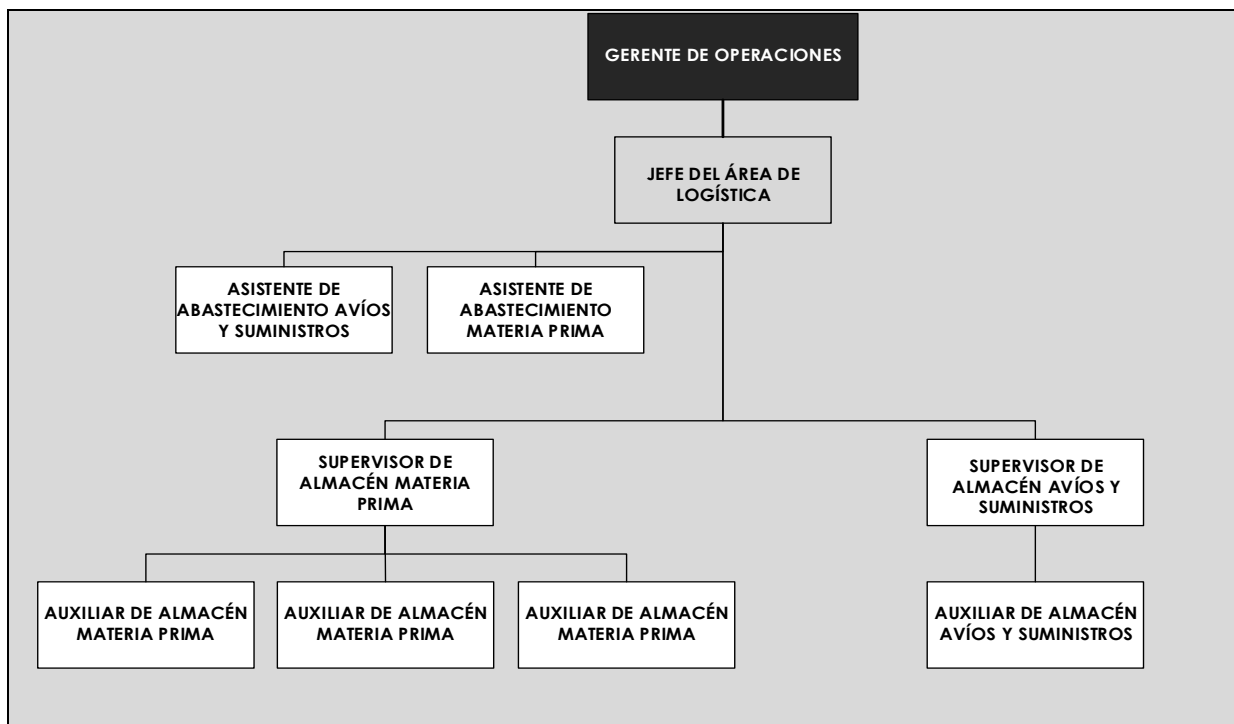 GERENTE DE OPERACIONES
JEFE DEL ÁREA DE
LOGÍSTICA
ASISTENTE DE
ABASTECIMIENTO AVÍOS
Y SUMINISTROS
ASISTENTE DE
ABASTECIMIENTO
MATERIA PRIMA
SUPERVISOR DE
ALMACÉN MATERIA
PRIMA
SUPERVISOR DE
ALMACÉN AVÍOS Y
SUMINISTROS
AUXILIAR DE ALMACÉN
MATERIA PRIMA
AUXILIAR DE ALMACÉN
MATERIA PRIMA
AUXILIAR DE ALMACÉN
MATERIA PRIMA
AUXILIAR DE ALMACÉN
AVÍOS Y SUMINISTROS